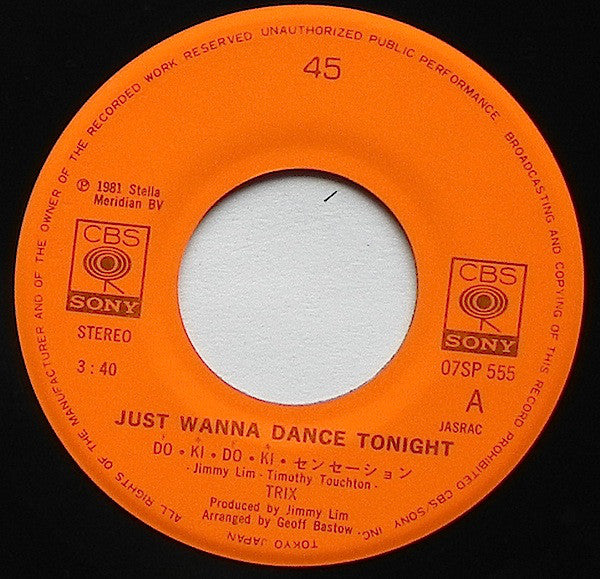 ALL RIGHTS OF THE MANUFACTURER AND OF THE OWNER OF THE RECORDED WORK RESERVED UNAUTHORIZED PUBLIC PERFORMANCE BROADCASTING AND COPYING OF THIS RECORD PROHIBITED CBS/SONY INC. TOKYO JAPAN
45
℗ 1981 Stella
Meridian BV
CBS
SONY
STEREO
3:40
CBS
SONY
07SP 555
A
JASRAC
JUST WANNA DANCE TONIGHT
DO・KI・DO・KI・センセーション
- Jimmy Lim - Timothy Touchton -
TRIX
Produced by Jimmy Lim
Arranged by Geoff Bastow